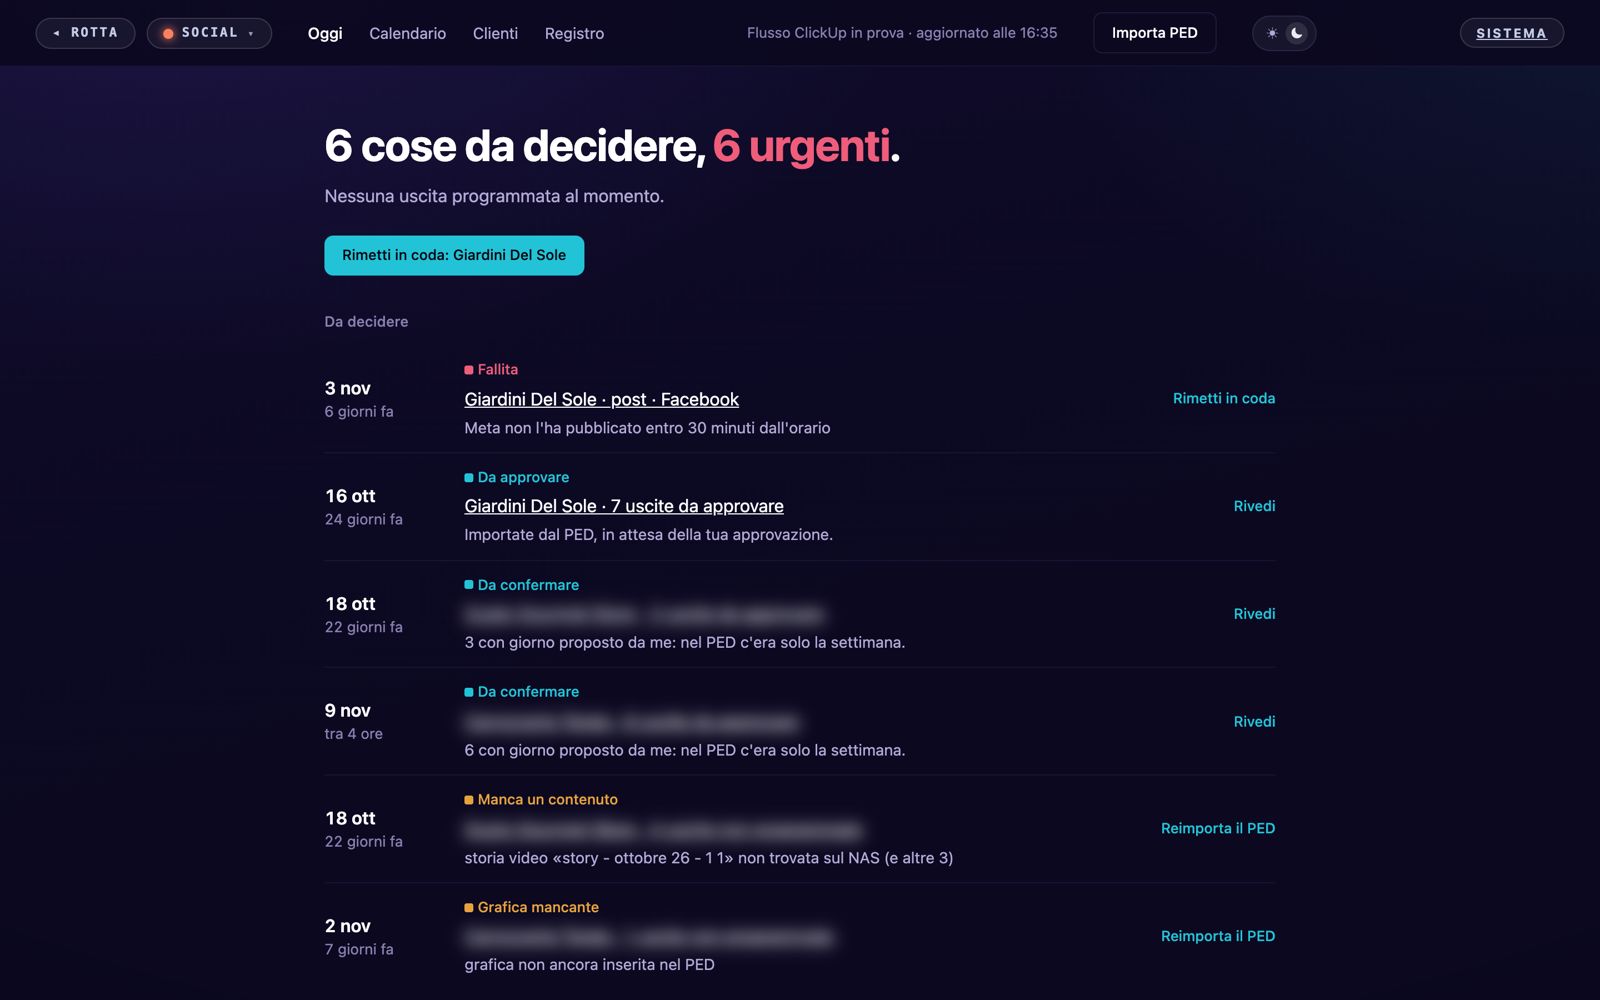 ◂ ROTTA
SOCIAL ▾
Oggi
Calendario
Clienti
Registro
Flusso ClickUp in prova · aggiornato alle 16:35
Importa PED
SISTEMA
6 cose da decidere, 6 urgenti.
Nessuna uscita programmata al momento.
Rimetti in coda: Giardini Del Sole
Da decidere
3 nov
6 giorni fa
Fallita
Giardini Del Sole · post · Facebook
Meta non l'ha pubblicato entro 30 minuti dall'orario
Rimetti in coda
16 ott
24 giorni fa
Da approvare
Giardini Del Sole · 7 uscite da approvare
Importate dal PED, in attesa della tua approvazione.
Rivedi
18 ott
22 giorni fa
Da confermare
3 con giorno proposto da me: nel PED c'era solo la settimana.
Rivedi
9 nov
tra 4 ore
Da confermare
6 con giorno proposto da me: nel PED c'era solo la settimana.
Rivedi
18 ott
22 giorni fa
Manca un contenuto
storia video «story - ottobre 26 - 1 1» non trovata sul NAS (e altre 3)
Reimporta il PED
2 nov
7 giorni fa
Grafica mancante
grafica non ancora inserita nel PED
Reimporta il PED